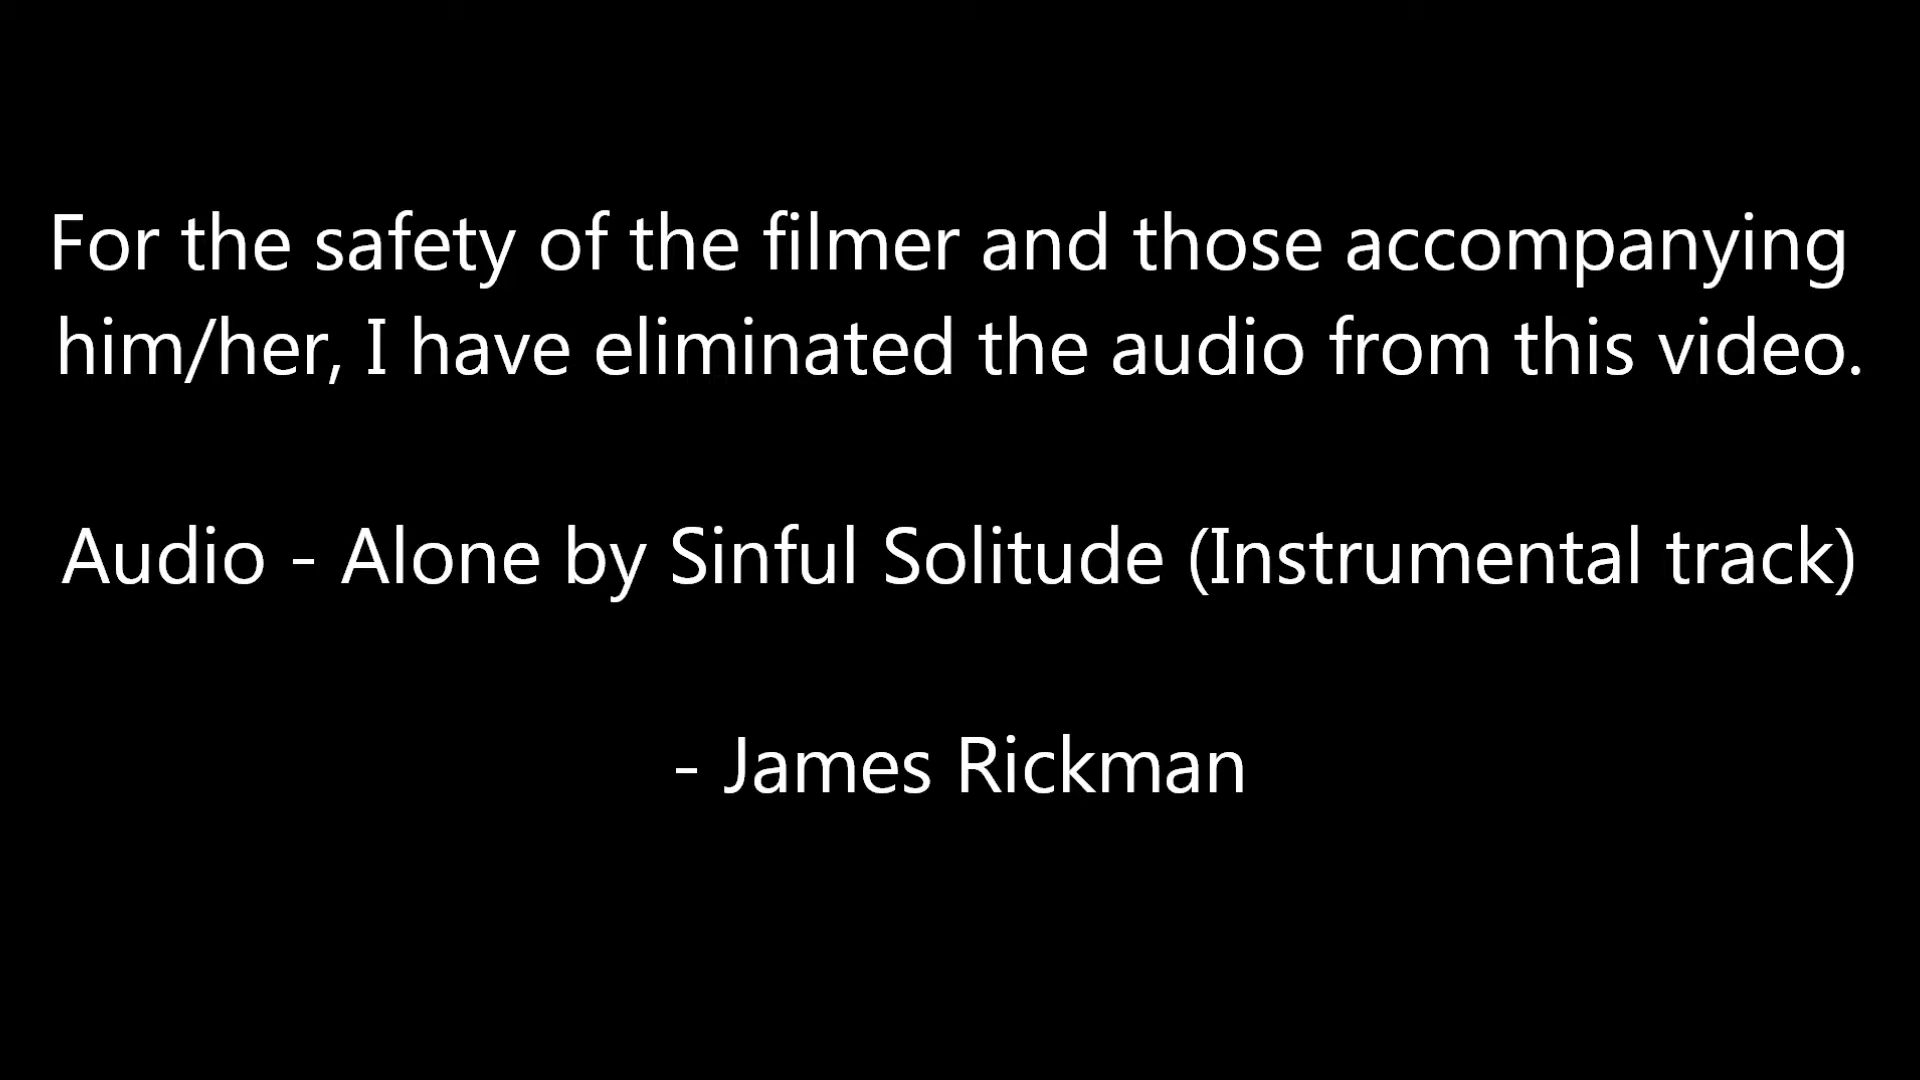 For the safety of the filmer and those accompanying
him/her, I have eliminated the audio from this video.
Audio - Alone by Sinful Solitude (Instrumental track)
- James Rickman